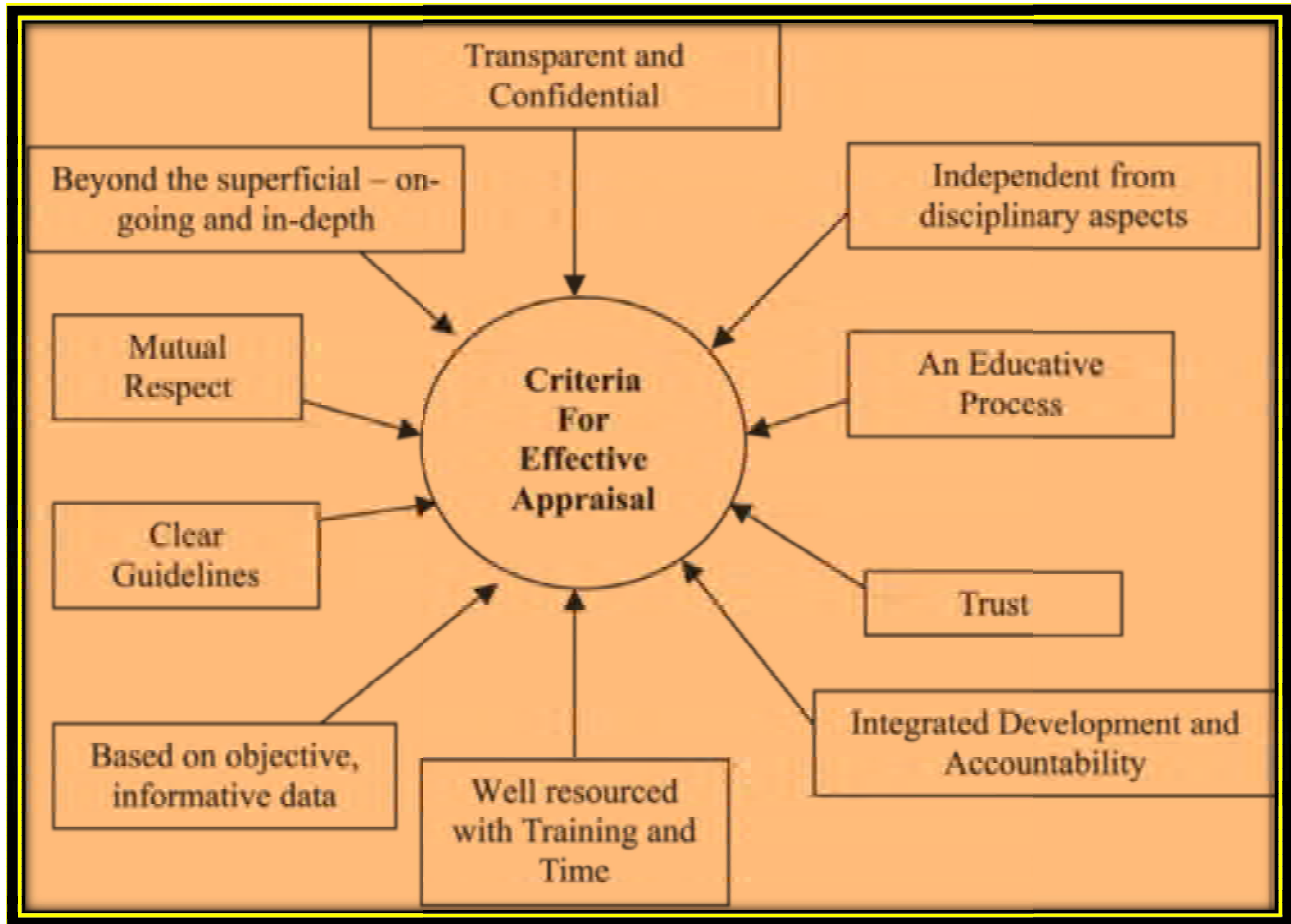 Transparent and
Confidential
Beyond the superficial – on-
going and in-depth
Independent from
disciplinary aspects
Mutual
Respect
Criteria
For
Effective
Appraisal
An Educative
Process
Clear
Guidelines
Trust
Based on objective,
informative data
Well resourced
with Training and
Time
Integrated Development and
Accountability